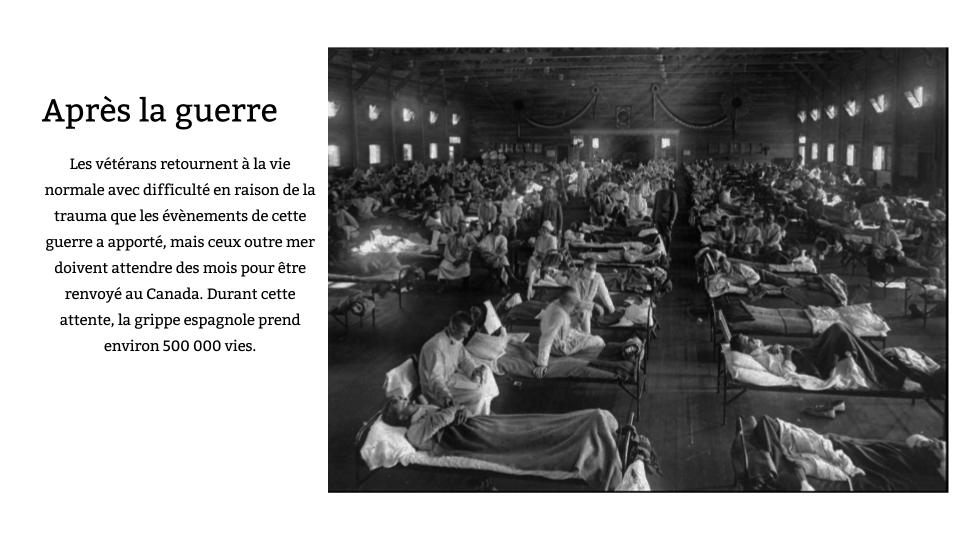 Après la guerre
Les vétérans retournent à la vie
normale avec difficulté en raison de la
trauma que les évènements de cette
guerre a apporté, mais ceux outre mer
doivent attendre des mois pour être
renvoyé au Canada. Durant cette
attente, la grippe espagnole prend
environ 500 000 vies.